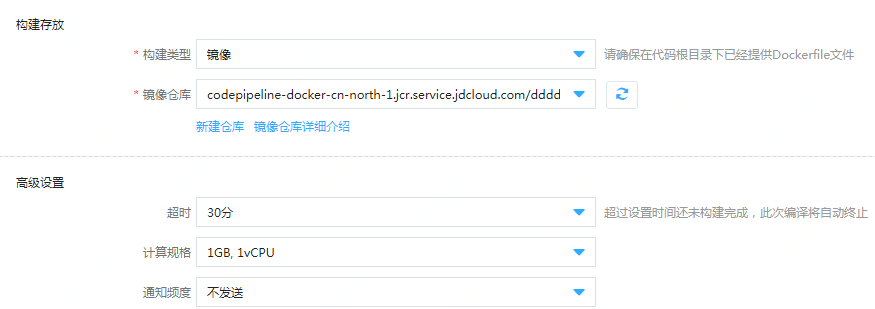 构建存放
* 构建类型 镜像 请确保在代码根目录下已经提供Dockerfile文件
* 镜像仓库 codepipeline-docker-cn-north-1.jcr.service.jdcloud.com/dddd
新建仓库 镜像仓库详细介绍
高级设置
超时 30分 超过设置时间还未构建完成，此次编译将自动终止
计算规格 1GB, 1vCPU
通知频度 不发送